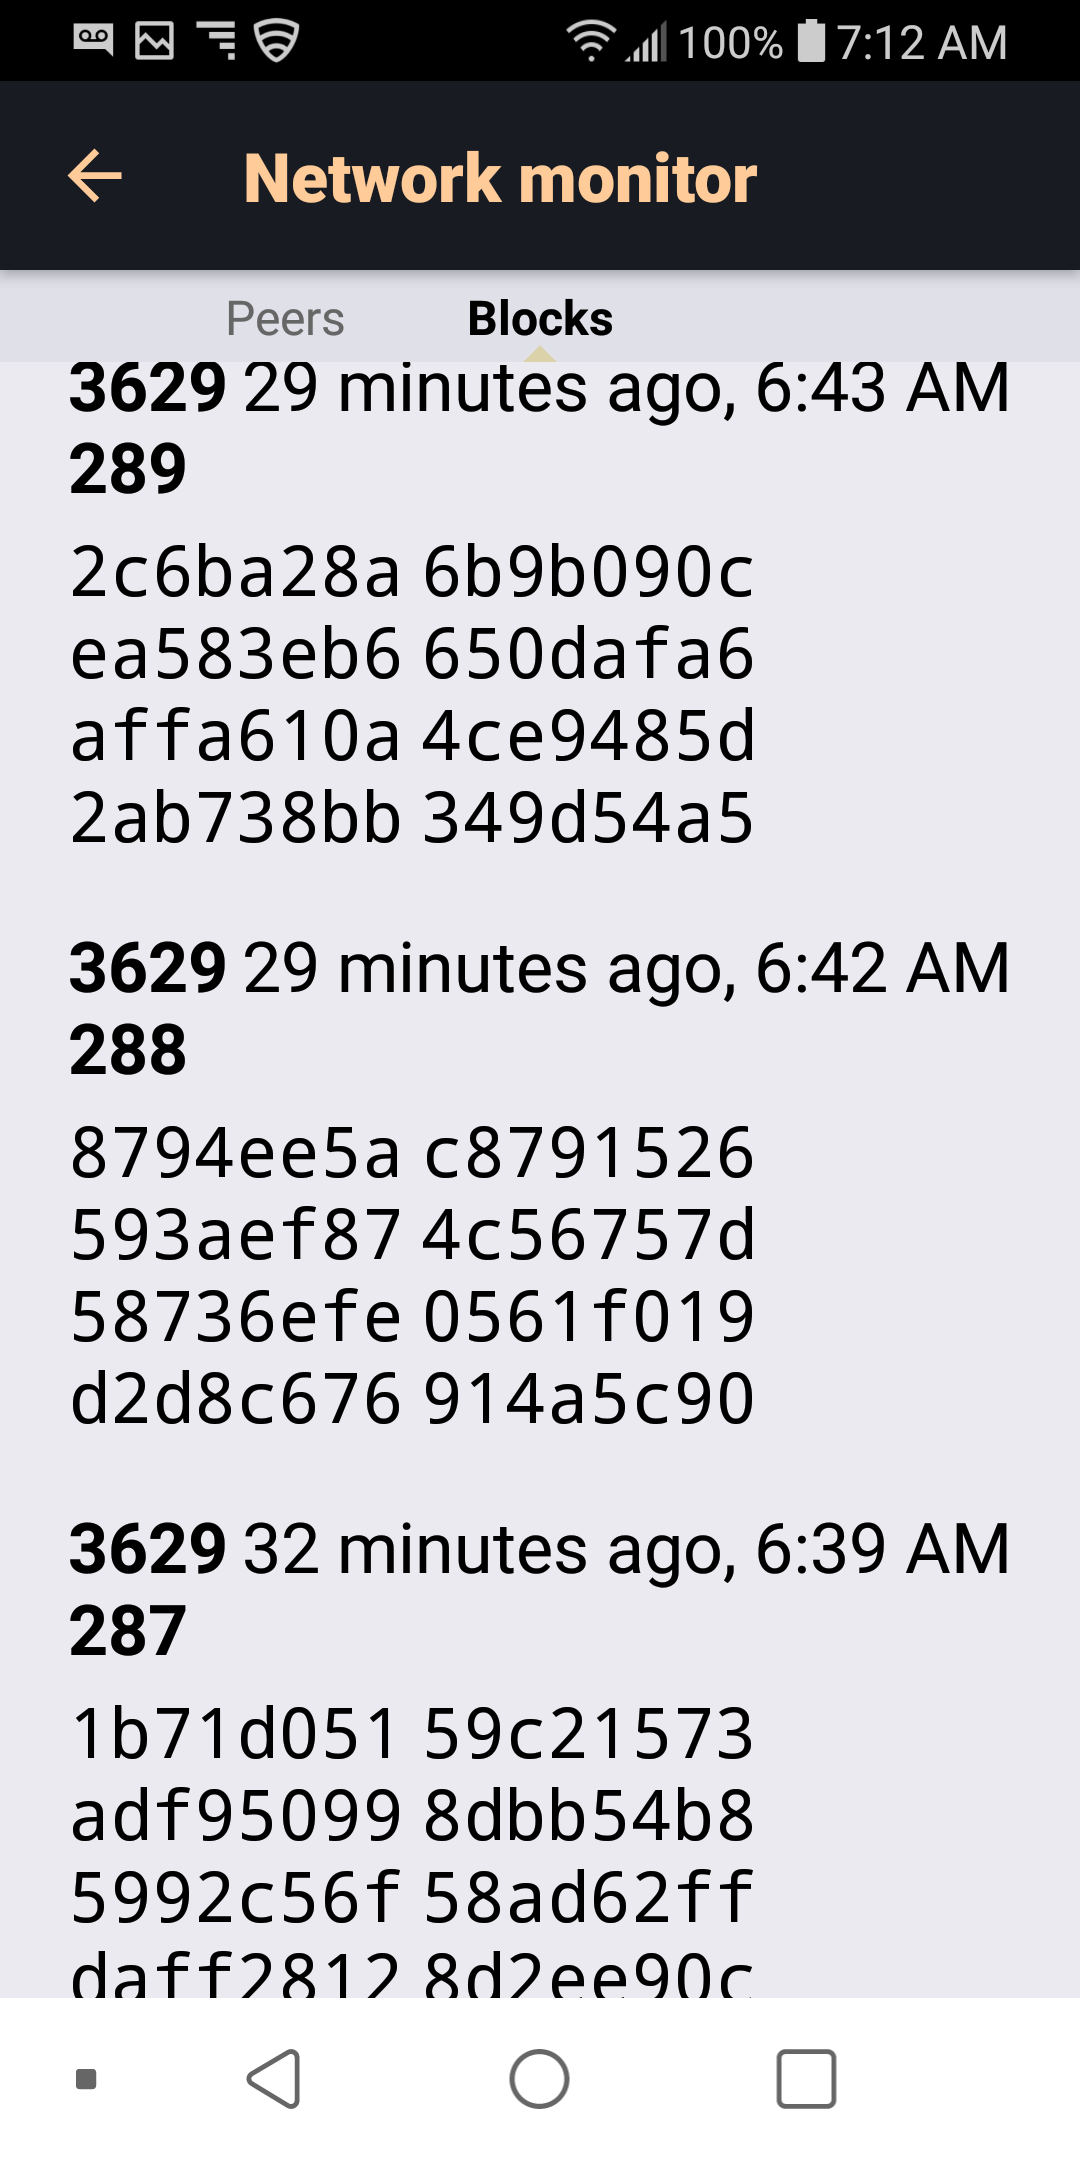 100% 7:12 AM
Network monitor
Peers Blocks
3629 29 minutes ago, 6:43 AM
289
2c6ba28a 6b9b090c
ea583eb6 650dafa6
affa610a 4ce9485d
2ab738bb 349d54a5
3629 29 minutes ago, 6:42 AM
288
8794ee5a c8791526
593aef87 4c56757d
58736efe 0561f019
d2d8c676 914a5c90
3629 32 minutes ago, 6:39 AM
287
1b71d051 59c21573
adf95099 8dbb54b8
5992c56f 58ad62ff
daff2812 8d2ee90c